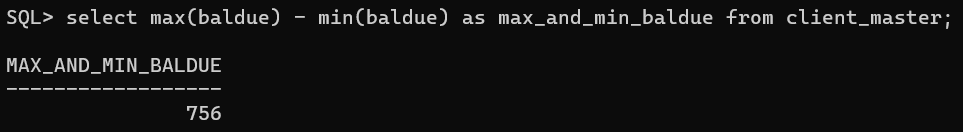 SQL> select max(baldue) - min(baldue) as max_and_min_baldue from client_master;
MAX_AND_MIN_BALDUE
------------------
756